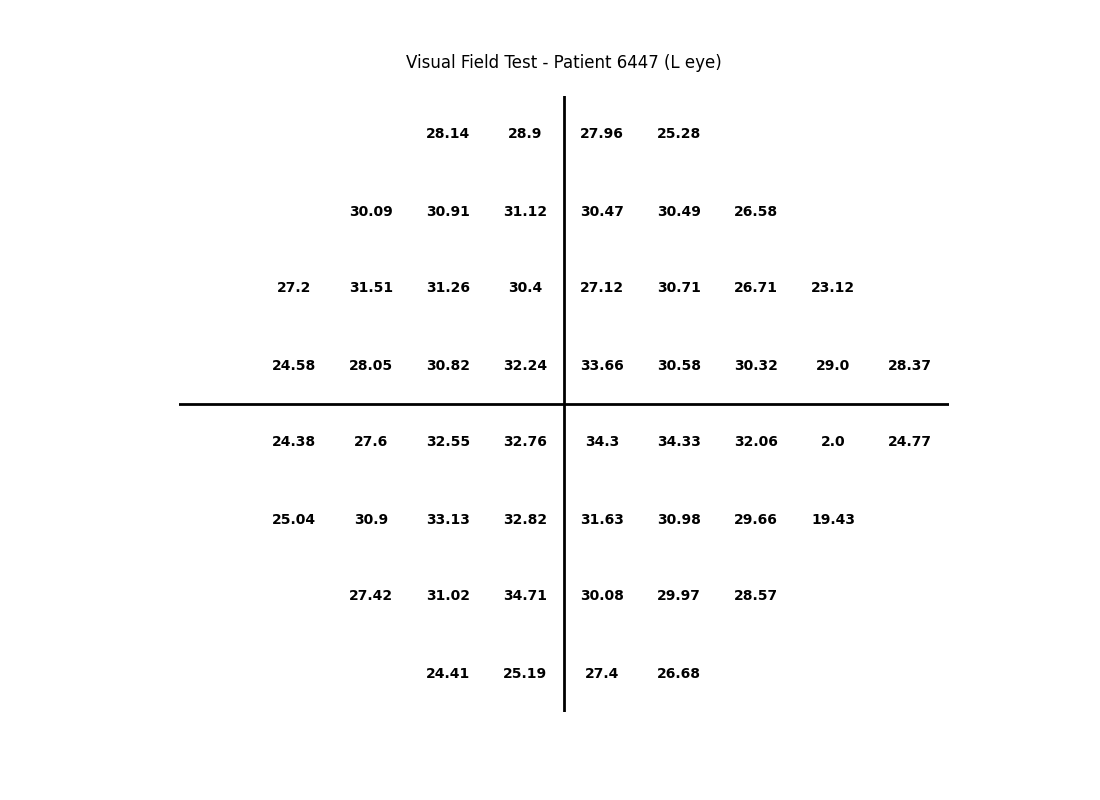 Visual Field Test - Patient 6447 (L eye)
28.14 28.9 27.96 25.28
30.09 30.91 31.12 30.47 30.49 26.58
27.2 31.51 31.26 30.4 27.12 30.71 26.71 23.12
24.58 28.05 30.82 32.24 33.66 30.58 30.32 29.0 28.37
24.38 27.6 32.55 32.76 34.3 34.33 32.06 2.0 24.77
25.04 30.9 33.13 32.82 31.63 30.98 29.66 19.43
27.42 31.02 34.71 30.08 29.97 28.57
24.41 25.19 27.4 26.68